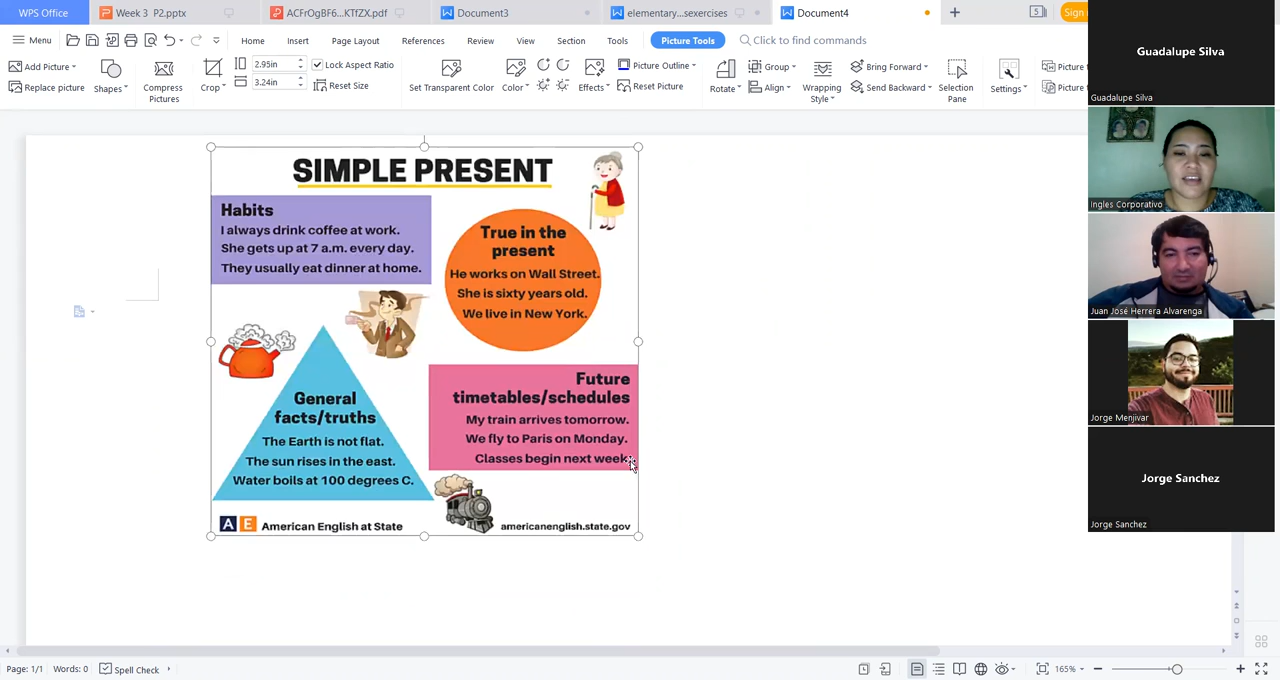 WPS Office
Week 3 P2.pptx
ACFrOgBF6...KTfZX.pdf
Document3
elementary...sexercises
Document4
5
Sign
Menu
Home
Insert
Page Layout
References
Review
View
Section
Tools
Picture Tools
Click to find commands
Add Picture
Replace picture
Shapes
Compress
Pictures
Crop
2.95in
3.24in
Lock Aspect Ratio
Reset Size
Set Transparent Color
Color
Effects
Picture Outline
Reset Picture
Rotate
Group
Align
Wrapping
Style
Bring Forward
Send Backward
Selection
Pane
Settings
Picture
Picture
SIMPLE PRESENT
Habits
I always drink coffee at work.
She gets up at 7 a.m. every day.
They usually eat dinner at home.
True in the
present
He works on Wall Street.
She is sixty years old.
We live in New York.
General
facts/truths
The Earth is not flat.
The sun rises in the east.
Water boils at 100 degrees C.
Future
timetables/schedules
My train arrives tomorrow.
We fly to Paris on Monday.
Classes begin next week.
A E American English at State
americanenglish.state.gov
Guadalupe Silva
Guadalupe Silva
Ingles Corporativo
Juan José Herrera Alvarenga
Jorge Menjivar
Jorge Sanchez
Jorge Sanchez
Page: 1/1
Words: 0
Spell Check
165%